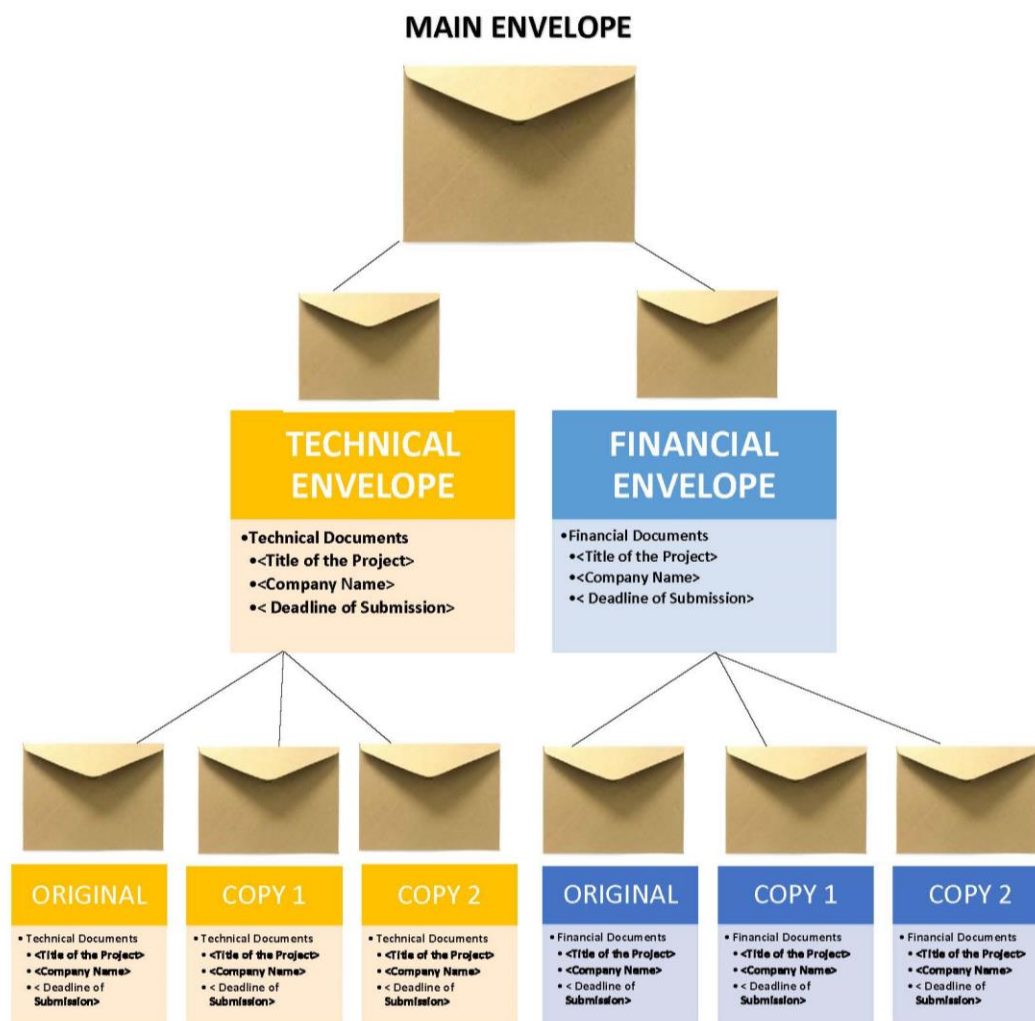 MAIN ENVELOPE
TECHNICAL
ENVELOPE
•Technical Documents
•<Title of the Project>
•<Company Name>
•< Deadline of Submission>
FINANCIAL
ENVELOPE
•Financial Documents
•<Title of the Project>
•<Company Name>
•< Deadline of Submission>
ORIGINAL
• Technical Documents
• <Title of the Project>
• <Company Name>
• < Deadline of
Submission>
COPY 1
• Technical Documents
• <Title of the Project>
• <Company Name>
• < Deadline of
Submission>
COPY 2
• Technical Documents
• <Title of the Project>
• <Company Name>
• < Deadline of
Submission>
ORIGINAL
• Financial Documents
• <Title of the Project>
• <Company Name>
• < Deadline of
Submission>
COPY 1
• Financial Documents
• <Title of the Project>
• <Company Name>
• < Deadline of
Submission>
COPY 2
• Financial Documents
• <Title of the Project>
• <Company Name>
• < Deadline of
Submission>